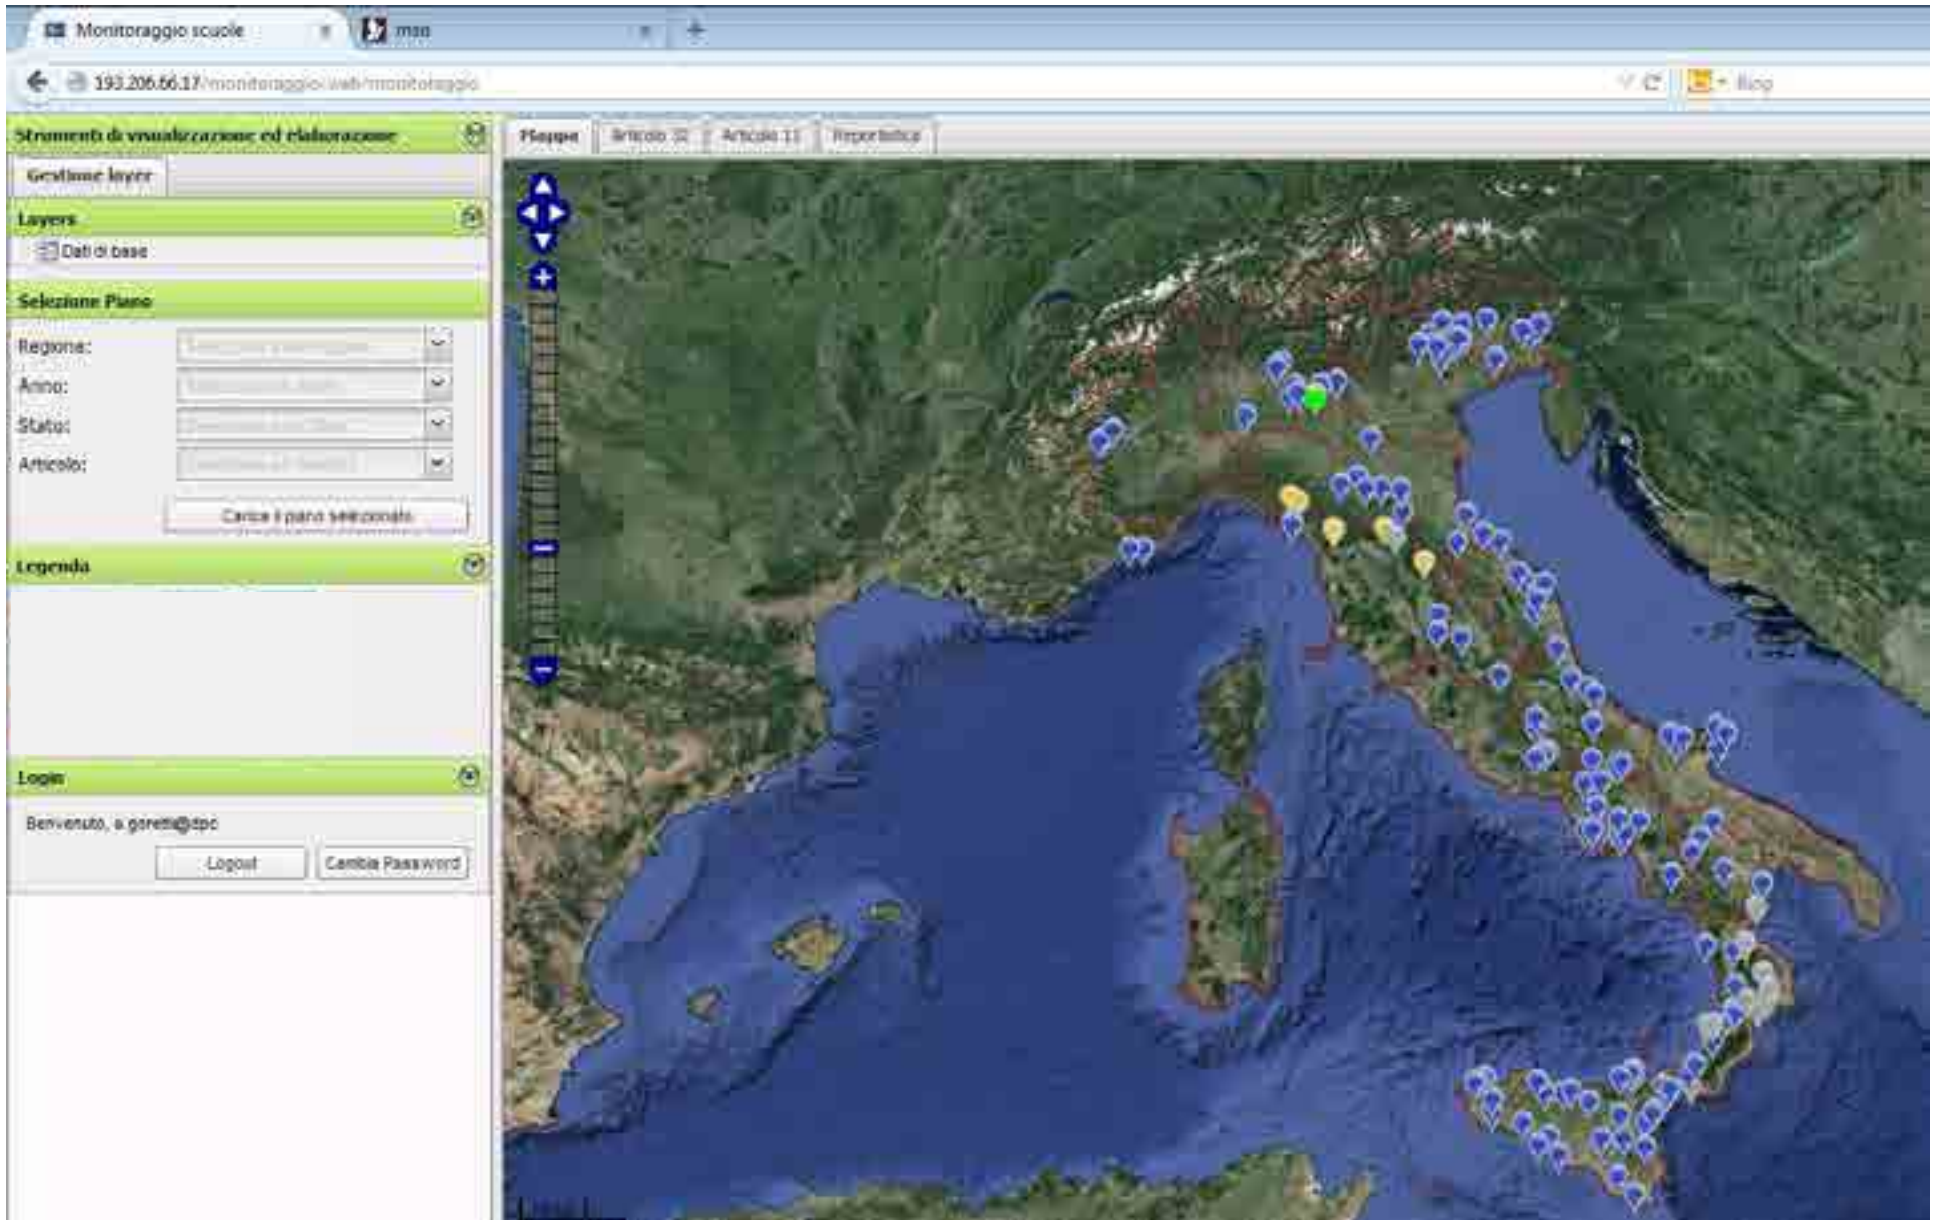 Monitoraggio scuole
193.206.66.17/monitoraggio-web/monitoraggio
Bing
Strumenti di visualizzazione ed elaborazione
Gestione layer
Layers
Dati di base
Selezione Piano
Regione:
Anno:
Stato:
Articolo:
Carica il piano selezionato
Legenda
Login
Benvenuto, a.goretti@dpc
Logout
Cambia Password
Mappa
Articolo 32
Articolo 11
Reportistica